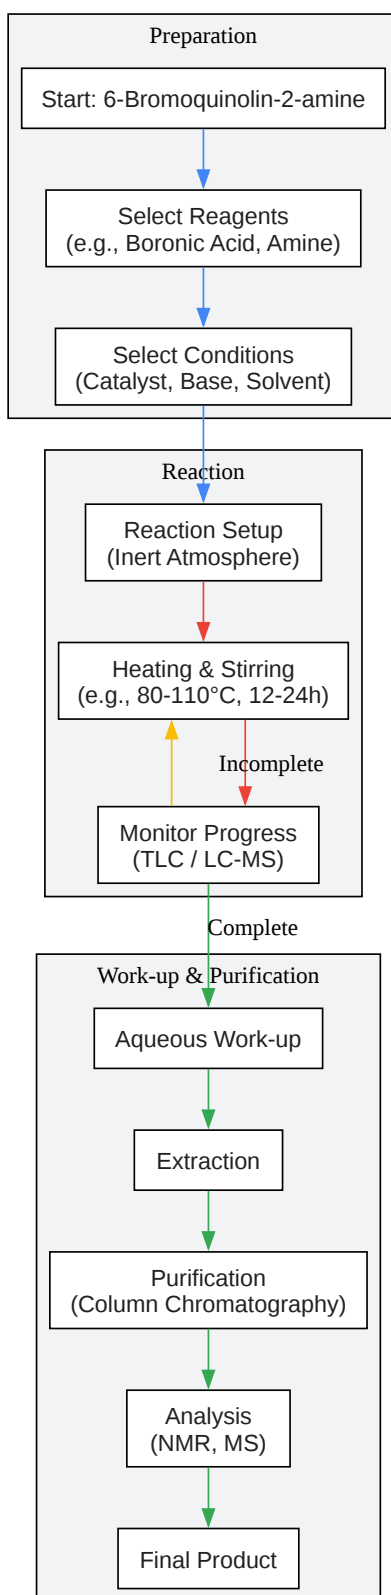 Preparation
Start: 6-Bromoquinolin-2-amine
Select Reagents
(e.g., Boronic Acid, Amine)
Select Conditions
(Catalyst, Base, Solvent)
Reaction
Reaction Setup
(Inert Atmosphere)
Heating & Stirring
(e.g., 80-110°C, 12-24h)
Incomplete
Monitor Progress
(TLC / LC-MS)
Complete
Work-up & Purification
Aqueous Work-up
Extraction
Purification
(Column Chromatography)
Analysis
(NMR, MS)
Final Product